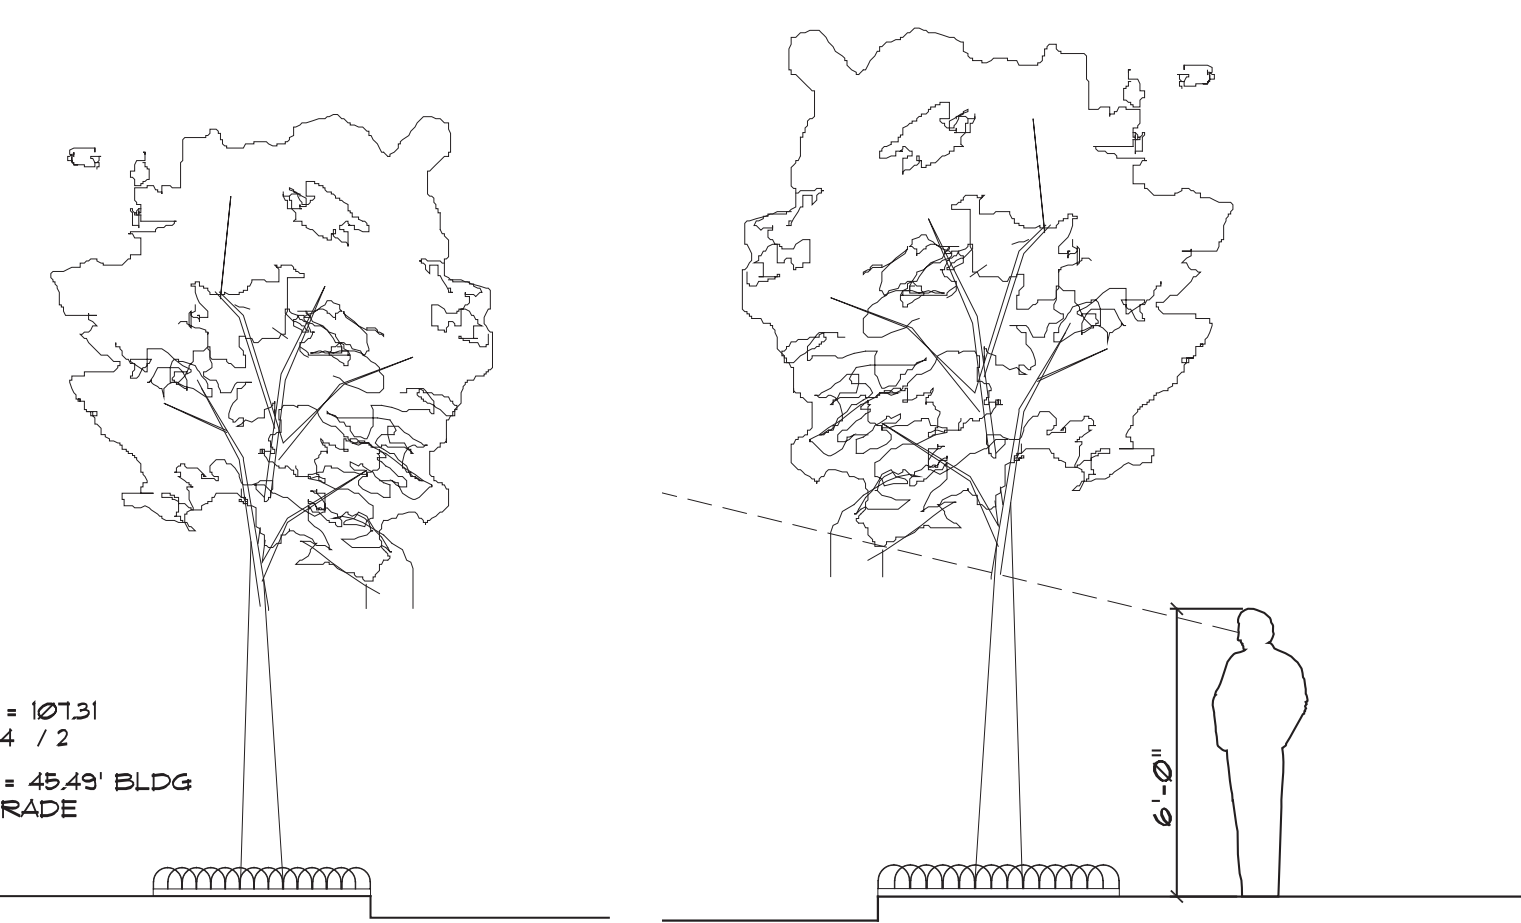 = 107.31
4 / 2
= 45.49' BLDG
RADE
6'-0"